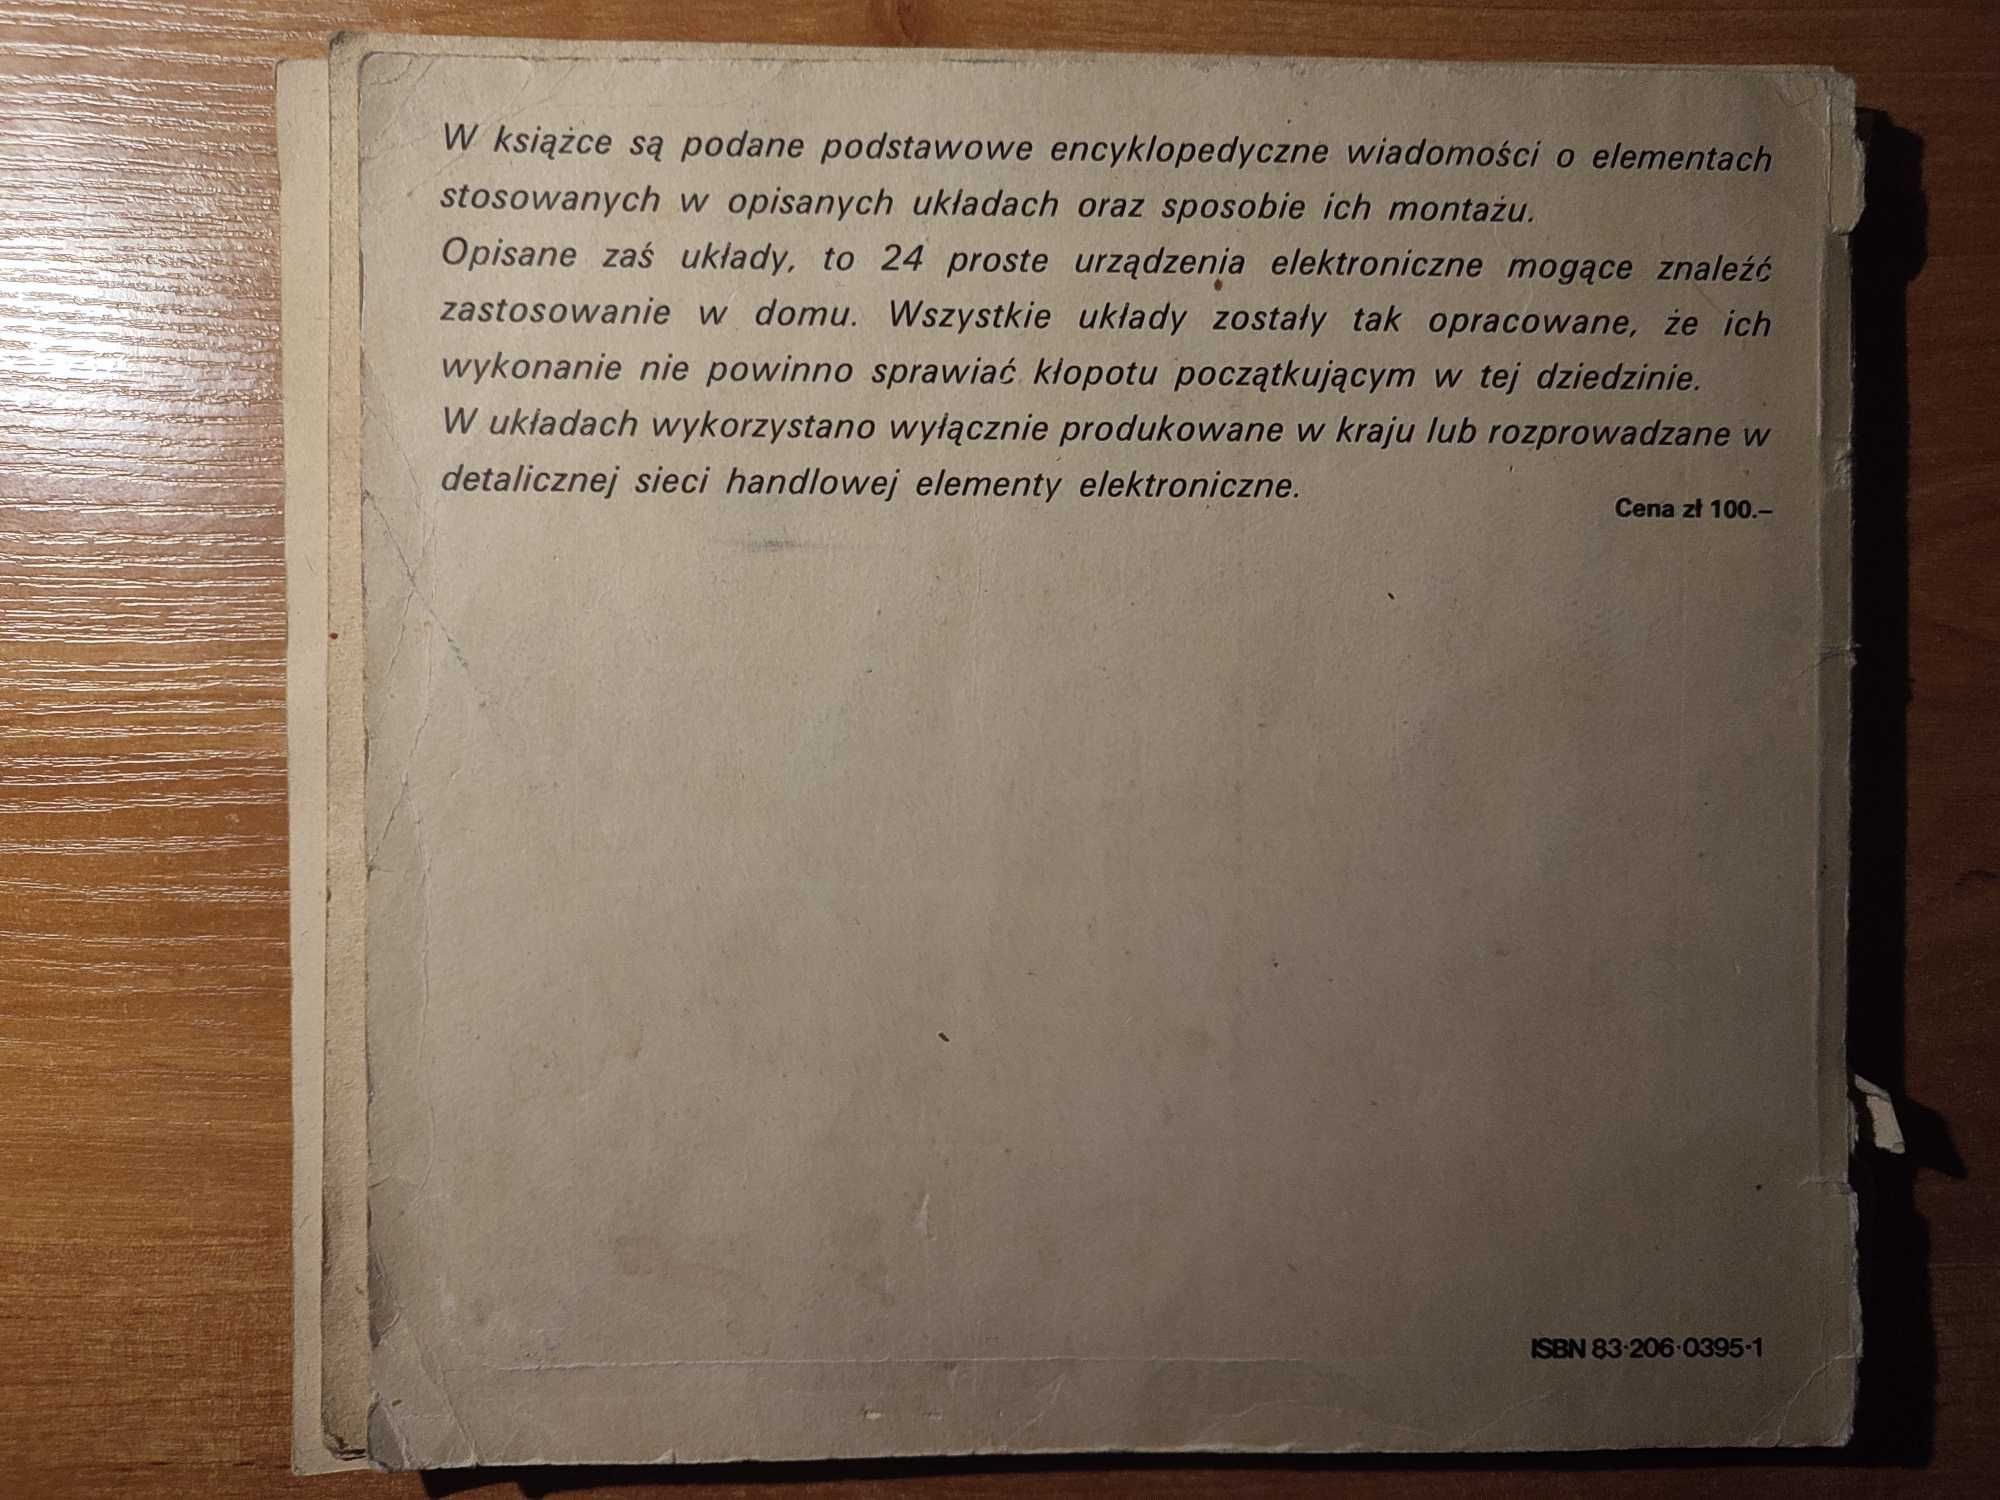 W książce są podane podstawowe encyklopedyczne wiadomości o elementach
stosowanych w opisanych układach oraz sposobie ich montażu.
Opisane zaś układy, to 24 proste urządzenia elektroniczne mogące znaleźć
zastosowanie w domu. Wszystkie układy zostały tak opracowane, że ich
wykonanie nie powinno sprawiać kłopotu początkującym w tej dziedzinie.
W układach wykorzystano wyłącznie produkowane w kraju lub rozprowadzane w
detalicznej sieci handlowej elementy elektroniczne.
Cena zł 100.–
ISBN 83·206·0395·1